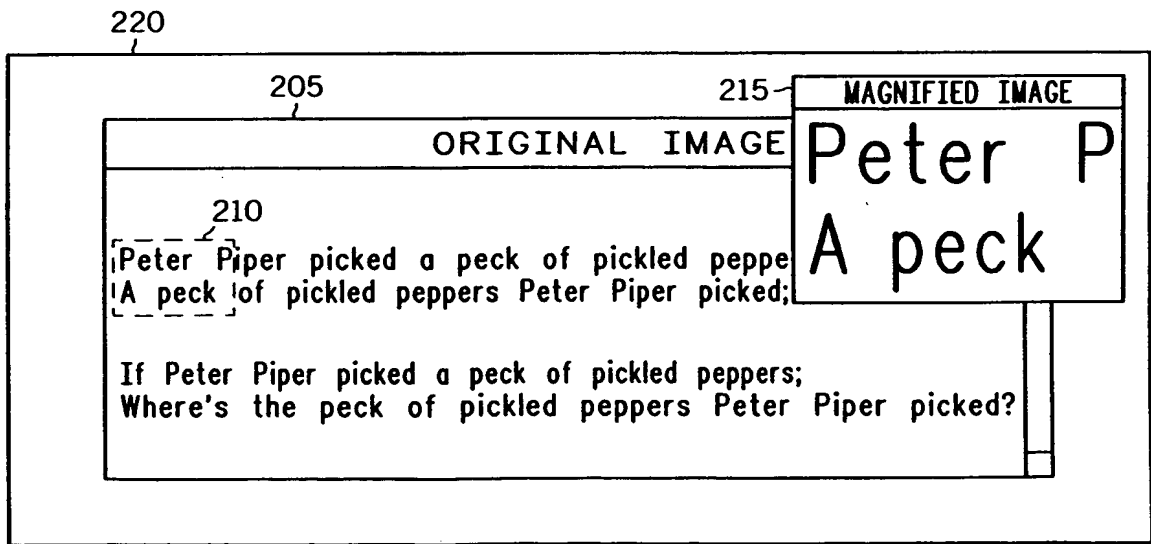 220
205
215
MAGNIFIED IMAGE
ORIGINAL IMAGE
Peter P
A peck
210
Peter Piper picked a peck of pickled peppe
A peck of pickled peppers Peter Piper picked;
If Peter Piper picked a peck of pickled peppers;
Where's the peck of pickled peppers Peter Piper picked?